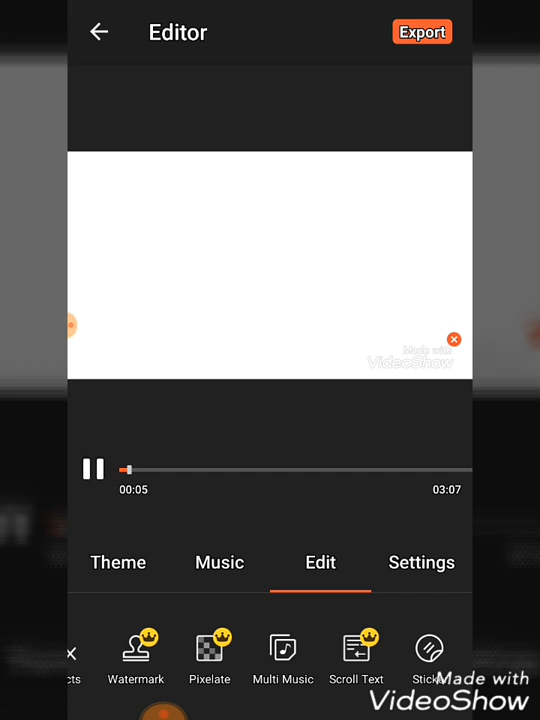 Editor
Export
Made with
VideoShow
00:05
03:07
Theme Music Edit Settings
cts Watermark Pixelate Multi Music Scroll Text Stick
Made with
VideoShow